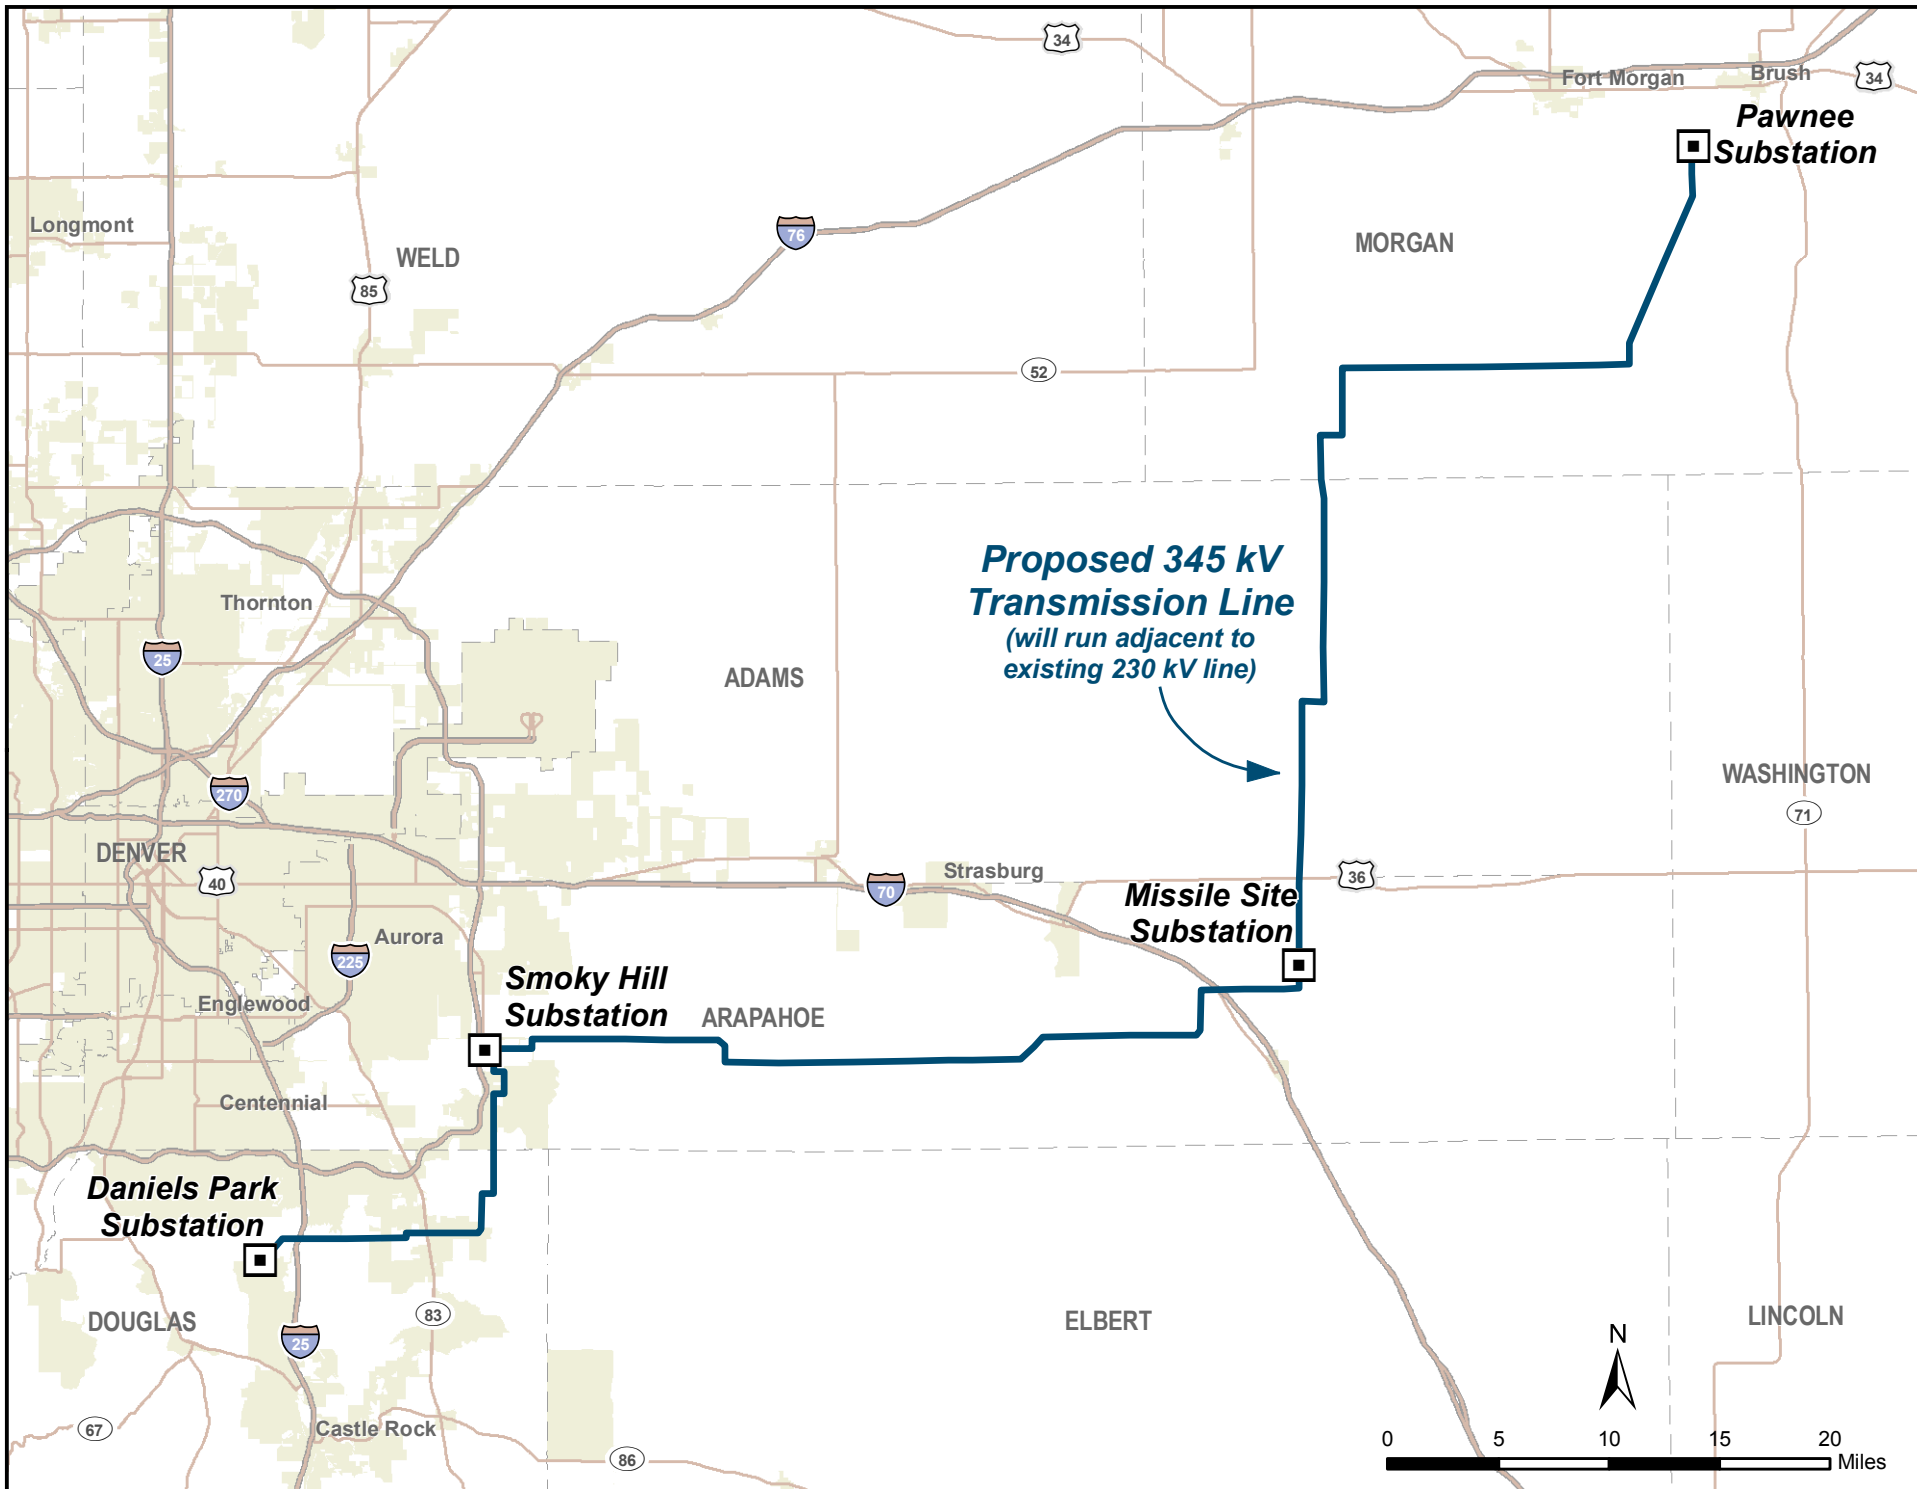 34
Fort Morgan
Brush
34
Pawnee
Substation
Longmont
WELD
76
MORGAN
85
52
Proposed 345 kV
Transmission Line
(will run adjacent to
existing 230 kV line)
Thornton
25
ADAMS
WASHINGTON
270
71
DENVER
40
Strasburg
70
36
Missile Site
Substation
Aurora
225
Englewood
Smoky Hill
Substation
ARAPAHOE
Centennial
Daniels Park
Substation
DOUGLAS
83
25
ELBERT
LINCOLN
N
67
Castle Rock
86
0 5 10 15 20
Miles